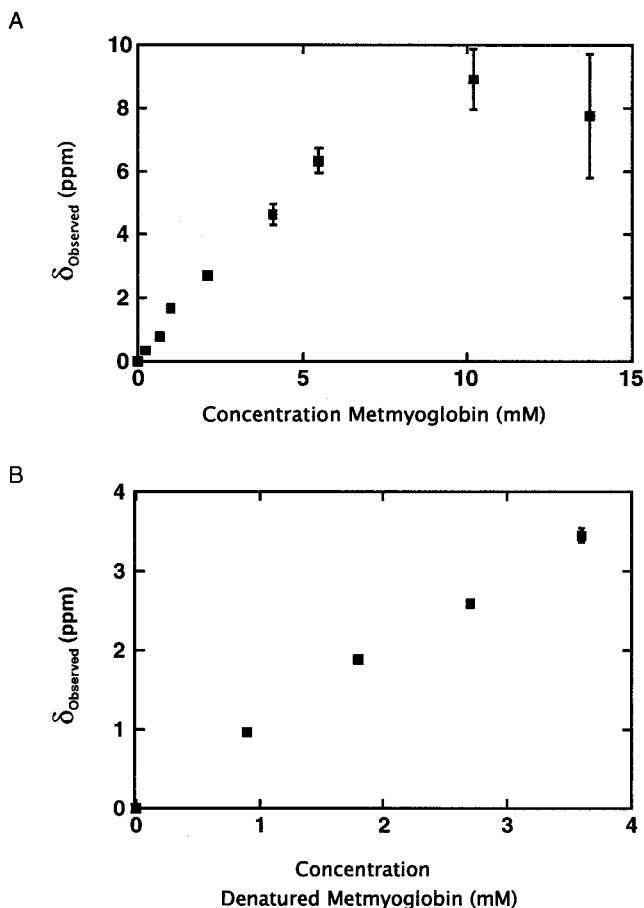 A
10
8
6
4
2
0
δObserved (ppm)
0 5 10 15
Concentration Metmyoglobin (mM)
B
4
3
2
1
0
δObserved (ppm)
0 1 2 3 4
Concentration
Denatured Metmyoglobin (mM)